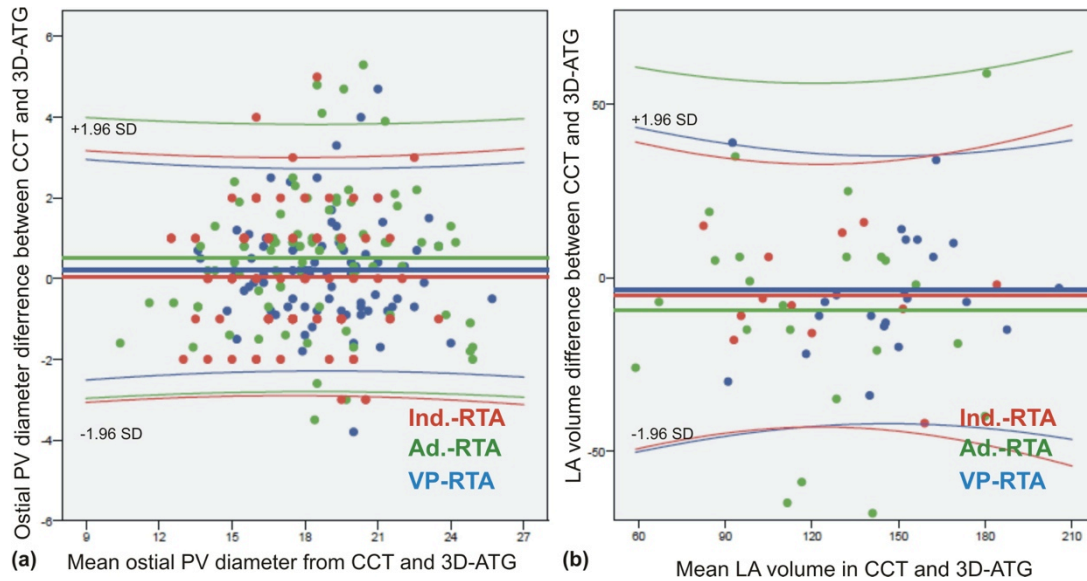 Ostial PV diameter diference between CCT and 3D-ATG
6
4
2
0
-2
-4
-6
+1.96 SD
-1.96 SD
Ind.-RTA
Ad.-RTA
VP-RTA
9 12 15 18 21 24 27
(a) Mean ostial PV diameter from CCT and 3D-ATG
LA volume difference between CCT and 3D-ATG
50
0
-50
+1.96 SD
-1.96 SD
Ind.-RTA
Ad.-RTA
VP-RTA
59 90 120 150 180 210
(b) Mean LA volume in CCT and 3D-ATG